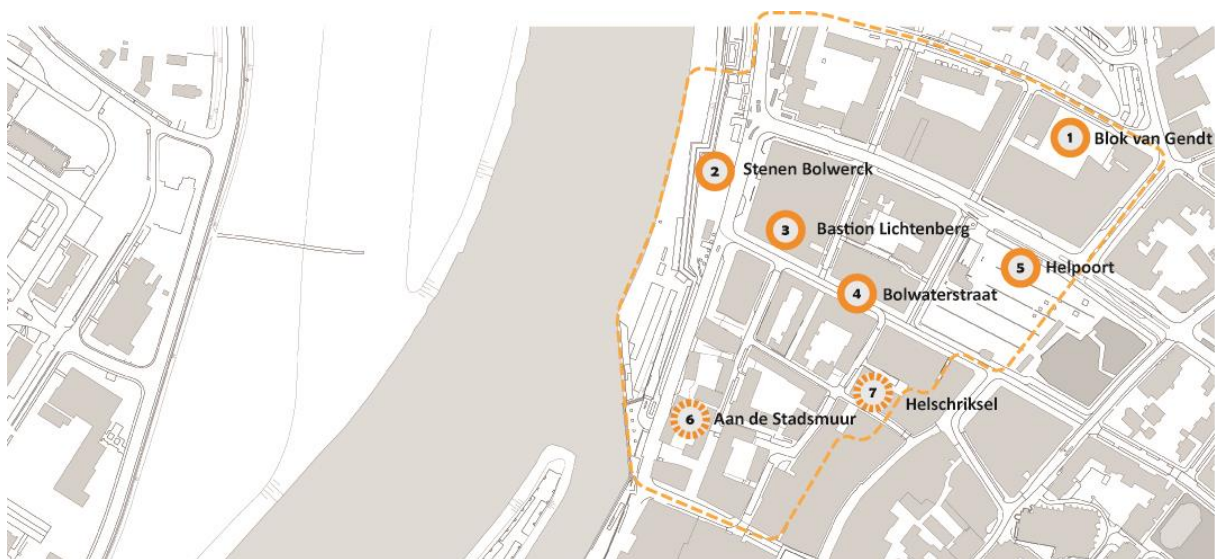 1 Blok van Gendt
2 Stenen Bolwerck
3 Bastion Lichtenberg
5 Helpoort
4 Bolwaterstraat
7 Helschriksel
6 Aan de Stadsmuur